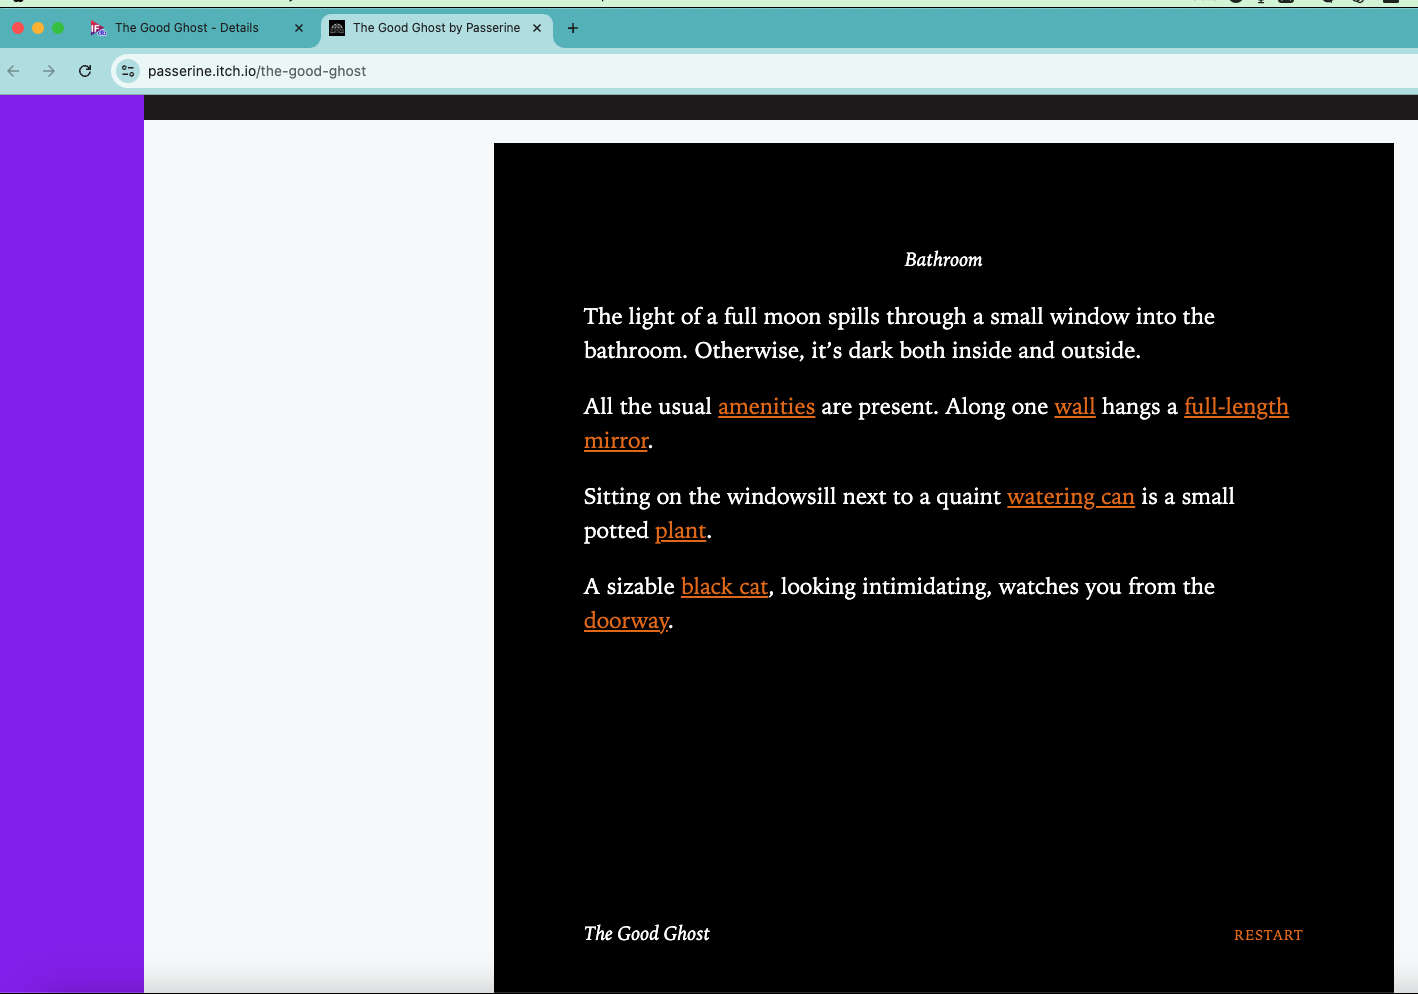 The Good Ghost - Details
The Good Ghost by Passerine
passerine.itch.io/the-good-ghost
Bathroom
The light of a full moon spills through a small window into the
bathroom. Otherwise, it’s dark both inside and outside.
All the usual amenities are present. Along one wall hangs a full-length
mirror.
Sitting on the windowsill next to a quaint watering can is a small
potted plant.
A sizable black cat, looking intimidating, watches you from the
doorway.
The Good Ghost
RESTART